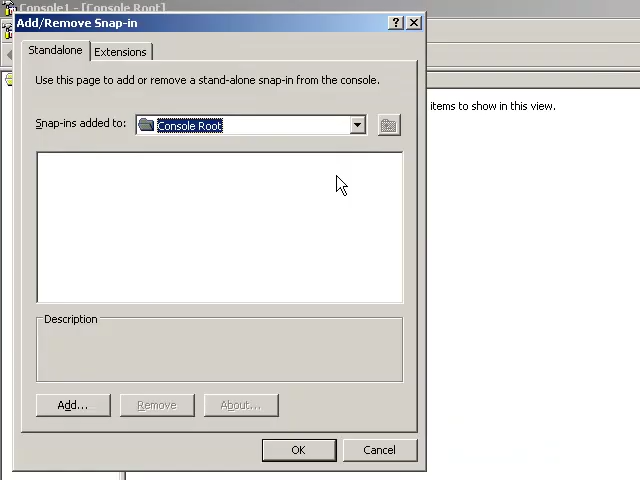 Console1 - [Console Root]
Add/Remove Snap-in
Standalone
Extensions
Use this page to add or remove a stand-alone snap-in from the console.
Snap-ins added to:
Console Root
items to show in this view.
Description
Add...
Remove
About...
OK
Cancel